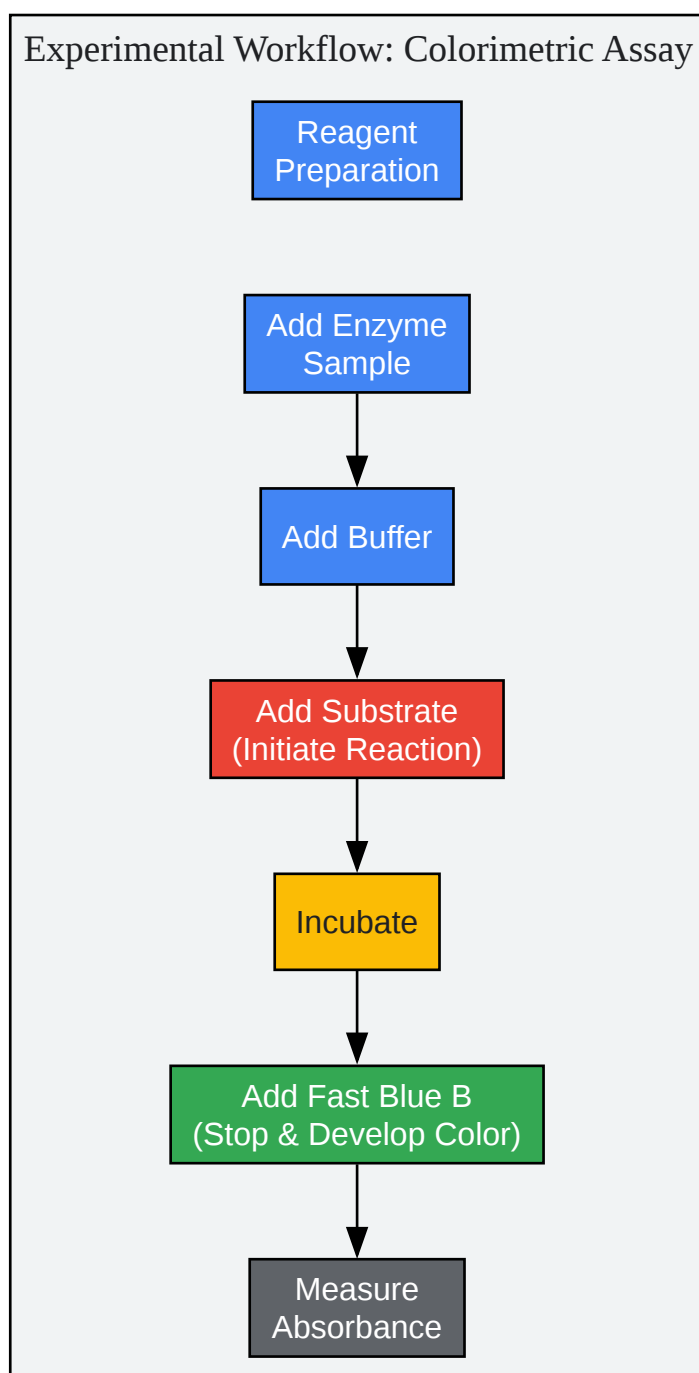 Experimental Workflow: Colorimetric Assay
Reagent
Preparation
Add Enzyme
Sample
Add Buffer
Add Substrate
(Initiate Reaction)
Incubate
Add Fast Blue B
(Stop & Develop Color)
Measure
Absorbance